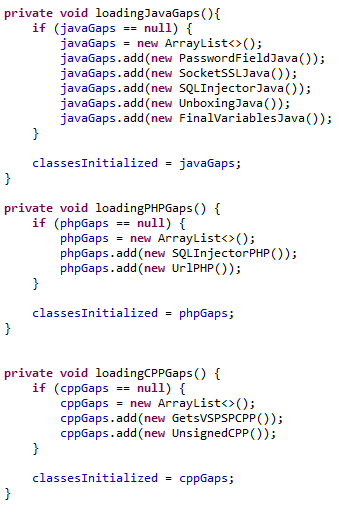 private void loadingJavaGaps(){
    if (javaGaps == null) {
        javaGaps = new ArrayList<>();
        javaGaps.add(new PasswordFieldJava());
        javaGaps.add(new SocketSSLJava());
        javaGaps.add(new SQLInjectorJava());
        javaGaps.add(new UnboxingJava());
        javaGaps.add(new FinalVariablesJava());
    }

    classesInitialized = javaGaps;
}

private void loadingPHPGaps() {
    if (phpGaps == null) {
        phpGaps = new ArrayList<>();
        phpGaps.add(new SQLInjectorPHP());
        phpGaps.add(new UrlPHP());
    }

    classesInitialized = phpGaps;
}


private void loadingCPPGaps() {
    if (cppGaps == null) {
        cppGaps = new ArrayList<>();
        cppGaps.add(new GetsVSPSPCPP());
        cppGaps.add(new UnsignedCPP());
    }

    classesInitialized = cppGaps;
}